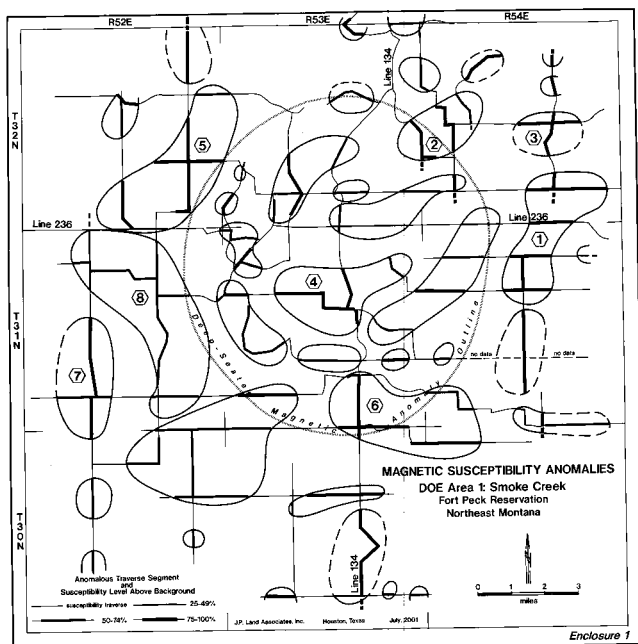 R52E
R53E
R54E
T32N
T31N
T30N
Line 134
Line 236
Line 236
5
2
3
1
4
8
7
6
no data
no data
Deep-Seate Magnetic Anomaly Outline
MAGNETIC SUSCEPTIBILITY ANOMALIES
DOE Area 1: Smoke Creek
Fort Peck Reservation
Northeast Montana
Line 134
0 1 2 3
miles
Anomalous Traverse Segment
and
Susceptibility Level Above Background
susceptibility traverse
25-49%
50-74%
75-100%
J.P. Land Associates, Inc. Houston, Texas July, 2001
Enclosure 1